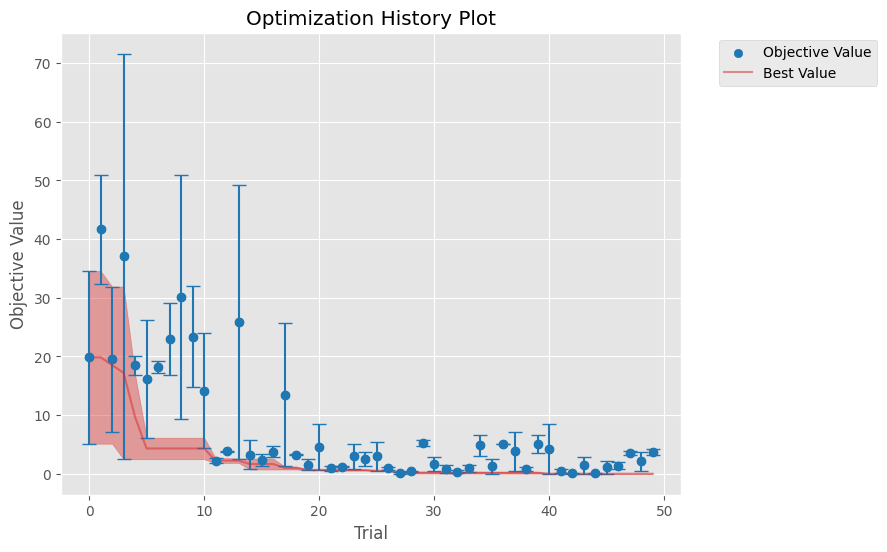 Optimization History Plot
Objective Value
Best Value
Objective Value
70
60
50
40
30
20
10
0
0 10 20 30 40 50
Trial